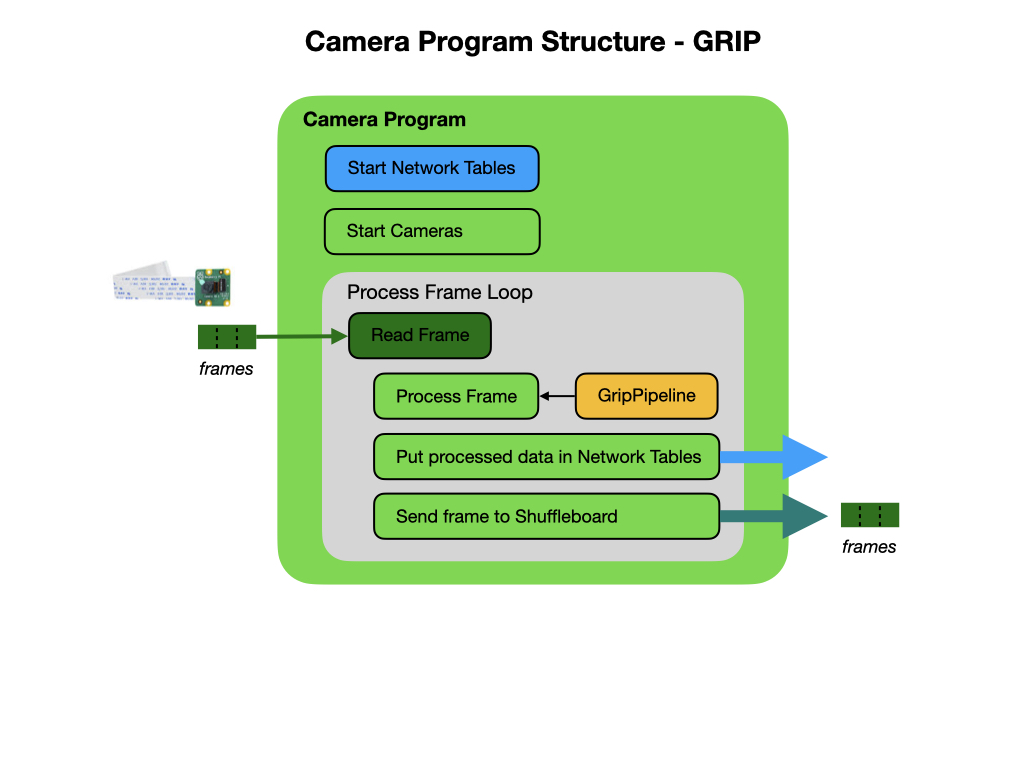 Camera Program Structure - GRIP
Camera Program
Start Network Tables
Start Cameras
Process Frame Loop
Read Frame
frames
Process Frame
GripPipeline
Put processed data in Network Tables
Send frame to Shuffleboard
frames